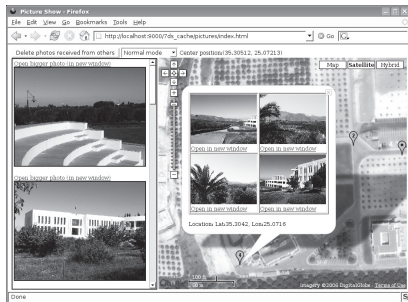 Picture Show - Firefox
File Edit View Go Bookmarks Tools Help
http://localhost:9000/7ds_cache/pictures/index.html Go
Delete photos received from others Normal mode Center position(35.30512, 25.07213)
Open bigger photo (in new window)
Open bigger photo (in new window)
Map Satellite Hybrid
Open in new window Open in new window
Open in new window Open in new window
Location: Lat:35.3042, Lon:25.0716
Imagery ©2006 DigitalGlobe - Terms of Use
Done